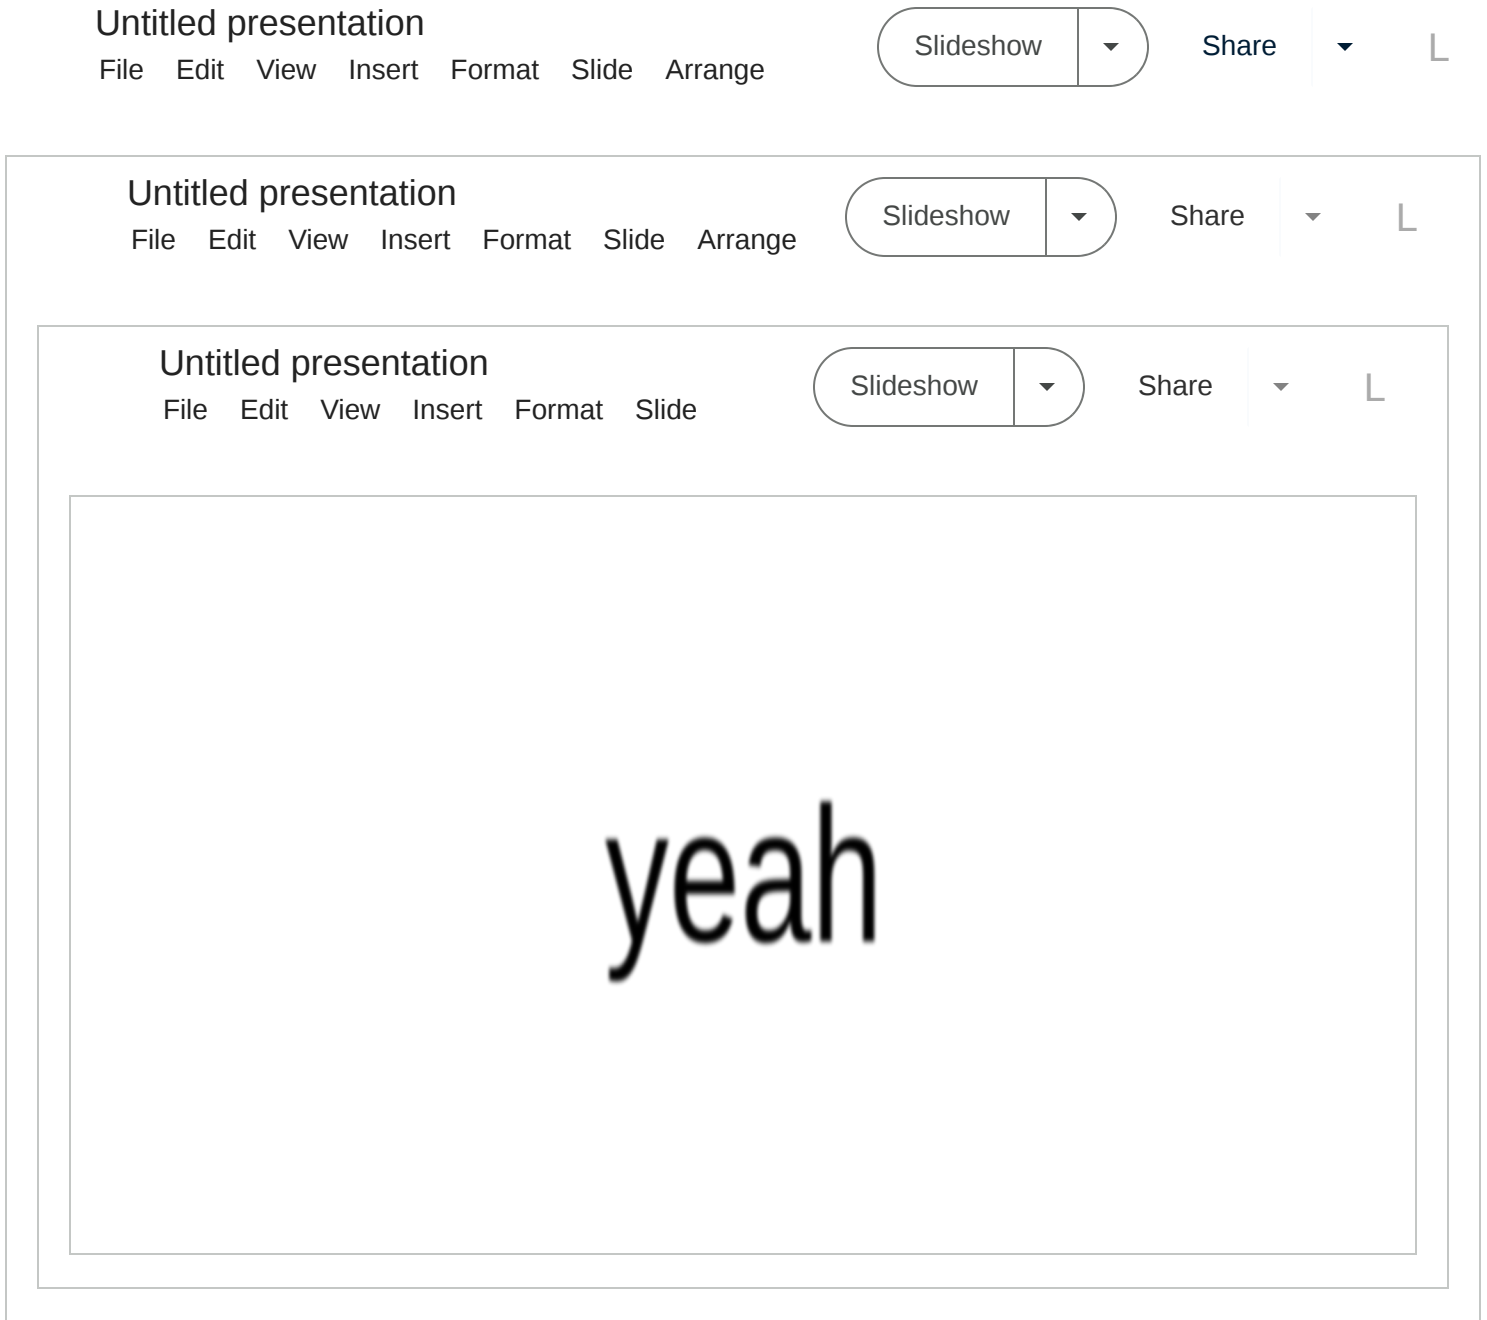 Untitled presentation
File Edit View Insert Format Slide Arrange
Slideshow Share L
Untitled presentation
File Edit View Insert Format Slide Arrange
Slideshow Share L
Untitled presentation
File Edit View Insert Format Slide
Slideshow Share L
yeah